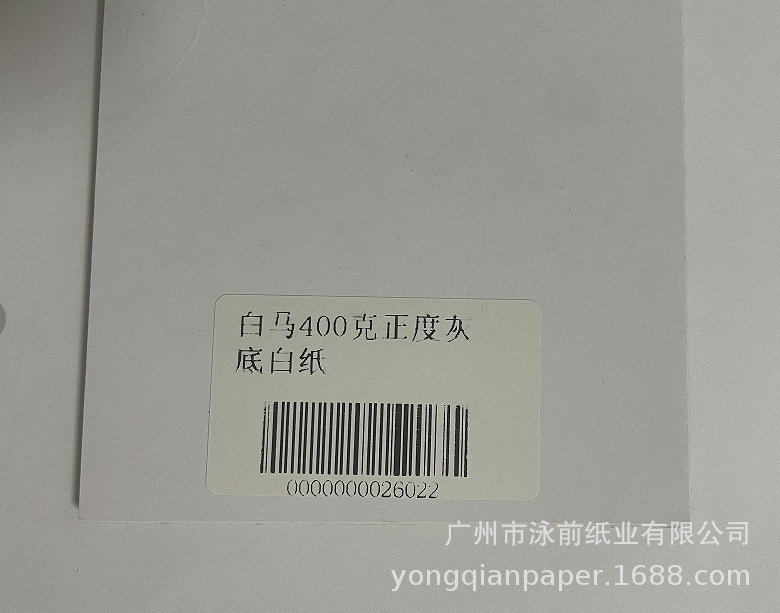 白马400克正度灰
底白纸
0000000026022
广州市泳前纸业有限公司
yongqianpaper.1688.com